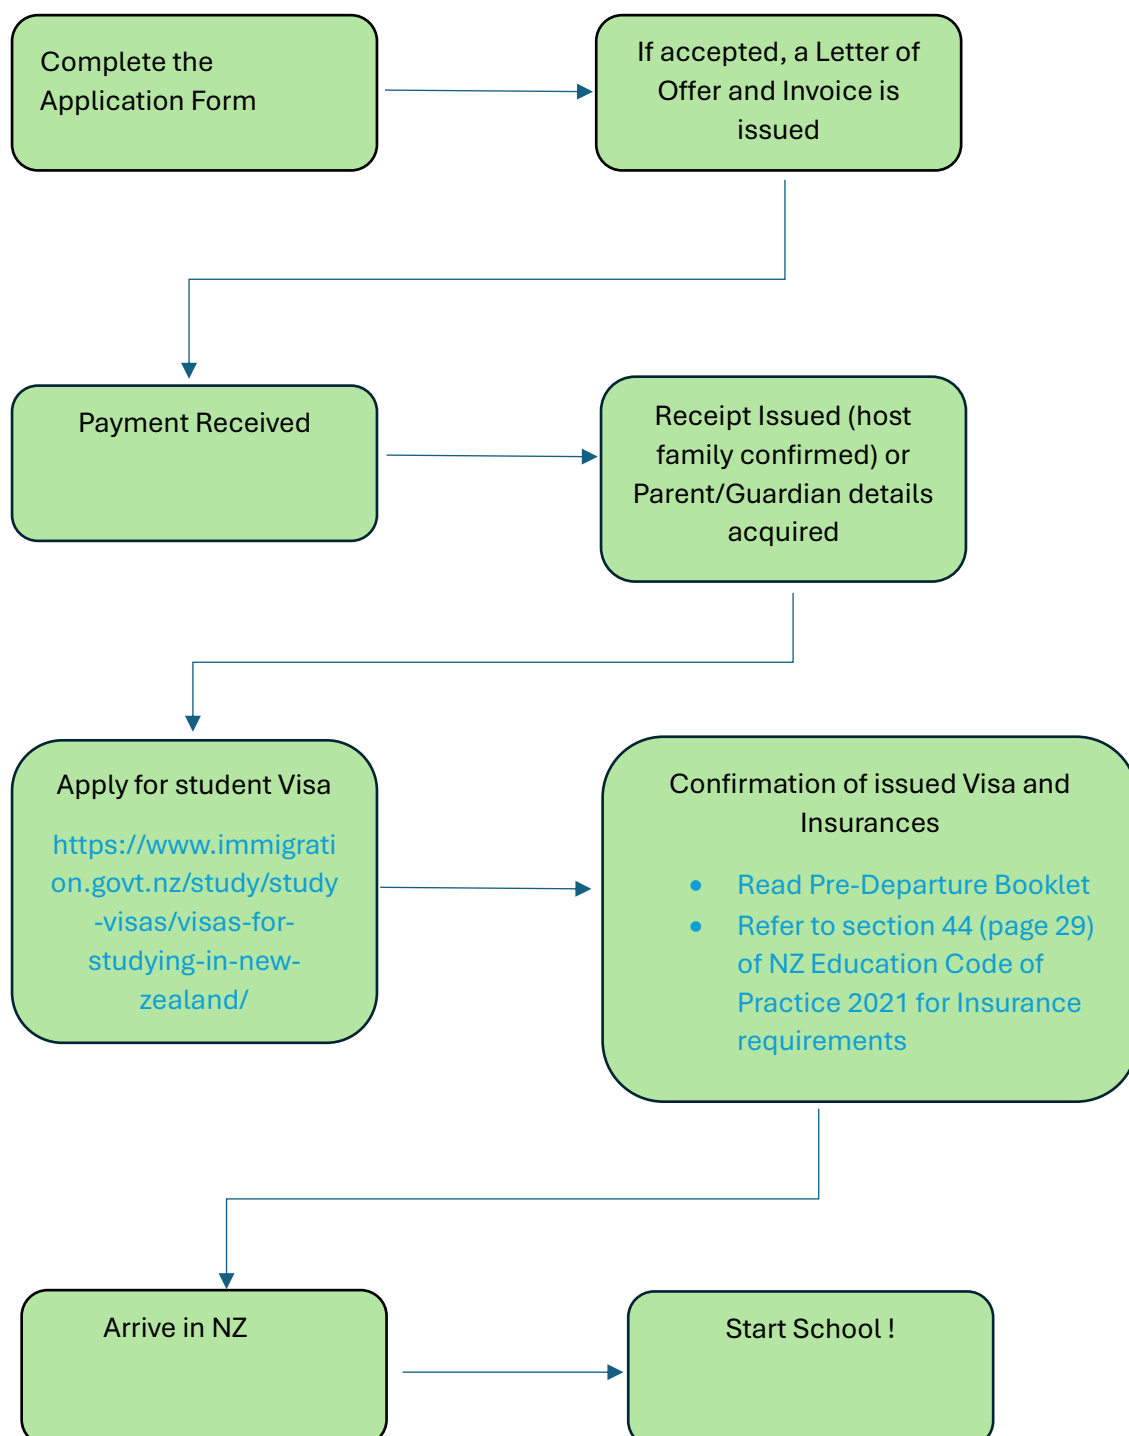 Complete the
Application Form
If accepted, a Letter of
Offer and Invoice is
issued
Payment Received
Receipt Issued (host
family confirmed) or
Parent/Guardian details
acquired
Apply for student Visa
https://www.immigrati
on.govt.nz/study/study
-visas/visas-for-
studying-in-new-
zealand/
Confirmation of issued Visa and
Insurances
• Read Pre-Departure Booklet
• Refer to section 44 (page 29)
of NZ Education Code of
Practice 2021 for Insurance
requirements
Arrive in NZ
Start School !